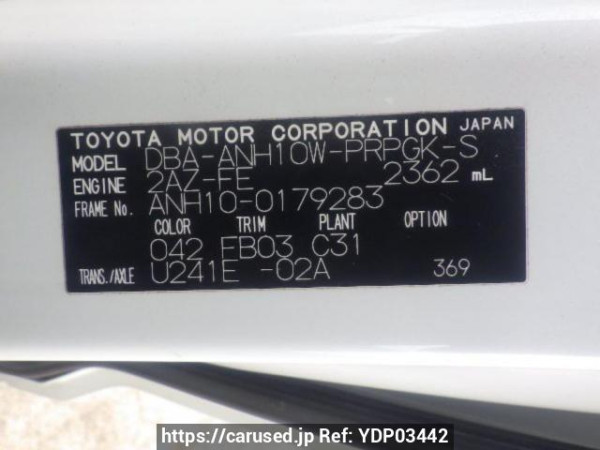 TOYOTA MOTOR CORPORATION JAPAN
MODEL DBA-ANH10W-PRPGK-S
ENGINE 2AZ-FE 2362 mL
FRAME No. ANH10-0179283
COLOR TRIM PLANT OPTION
042 FB03 C31
TRANS./AXLE U241E -02A 369
https://carused.jp Ref: YDP03442